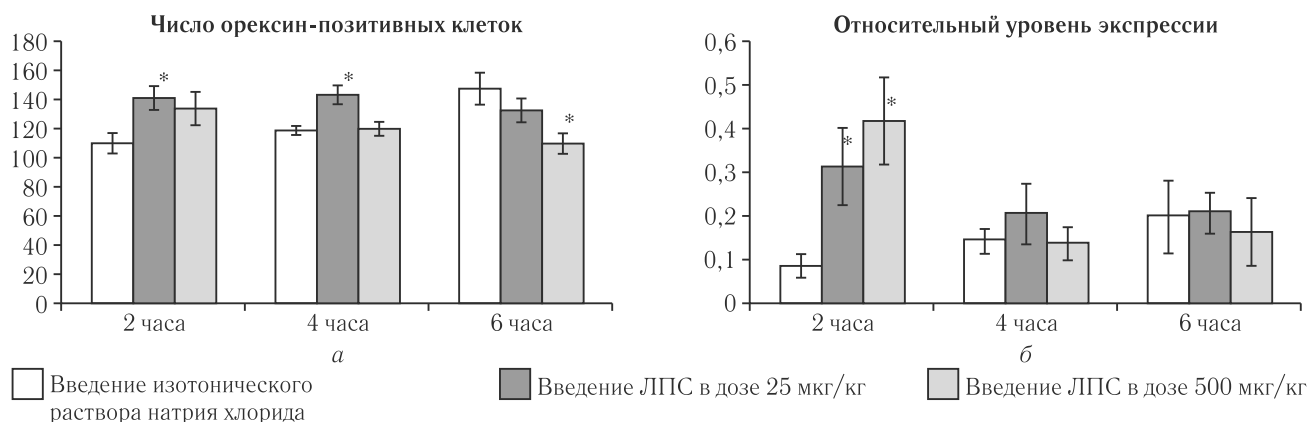 Число орексин-позитивных клеток
180
160
140
120
100
80
60
40
20
0
*
*
*
2 часа
4 часа
6 часа
а
Относительный уровень экспрессии
0,6
0,5
0,4
0,3
0,2
0,1
0
*
*
2 часа
4 часа
6 часа
б
Введение изотонического
раствора натрия хлорида
Введение ЛПС в дозе 25 мкг/кг
Введение ЛПС в дозе 500 мкг/кг